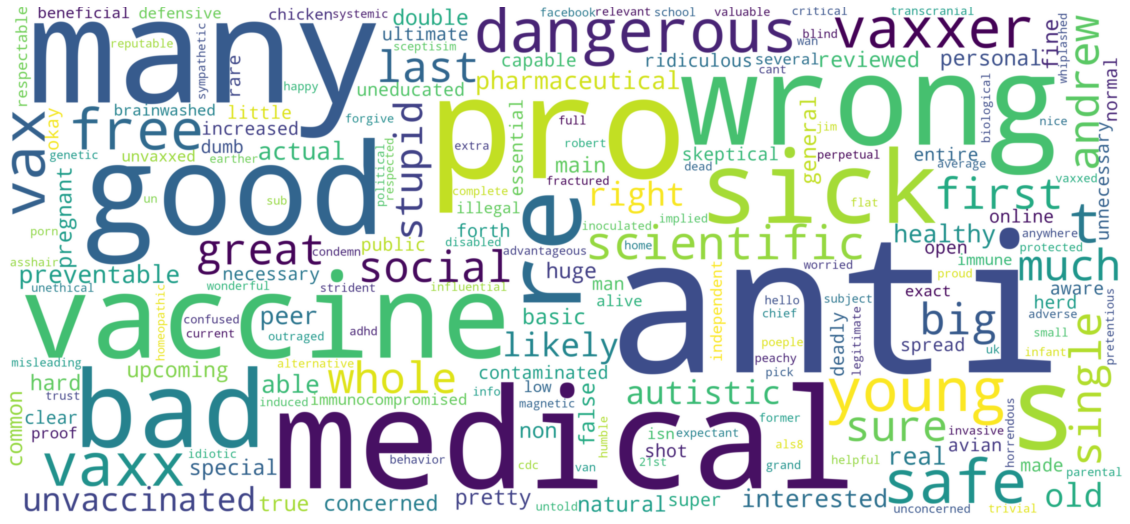 respectable
beneficial
defensive
chicken
systemic
facebook
relevant
school
valuable
critical
transcranial
many
reputable
sympathetic
rare
double
ultimate
sceptisim
dangerous
blind
wan
vaxxer
fine
whiplashed
last
capable
ridiculous
several
reviewed
personal
andrew
normal
vax
okay
brainwashed
happy
uneducated
pharmaceutical
cant
biological
free
little
increased
forgive
pro
full
wrong
nice
genetic
unvaxxed
earther
dumb
actual
stupid
extra
robert
essential
main
skeptical
general
jim
perpetual
entire
average
unnecessary
good
political
respected
complete
fractured
dead
flat
vaxxed
pregnant
un
sub
illegal
right
sick
first
t
porn
great
condemn
public
forth
disabled
re
inoculated
implied
scientific
home
healthy
online
open
anywhere
protected
asshair
preventable
necessary
social
advantageous
huge
man
worried
immune
much
unethical
wonderful
strident
influential
alive
independent
anti
hello
chief
subject
proud
aware
exact
herd
adverse
vaccine
homeopathic
confused
current
adhd
outraged
peer
basic
deadly
legitimate
big
small
spread
uk
infant
single
pretentious
misleading
upcoming
alternative
likely
contaminated
poeple
peachy
pick
hard
trust
bad
able
whole
induced
immunocompromised
info
low
magnetic
false
autistic
young
s
common
clear
proof
idiotic
medical
non
humble
isn
expectant
former
sure
invasive
horrendous
made
parental
vaxx
special
behavior
cdc
van
shot
21st
als8
grand
helpful
real
avian
safe
unvaccinated
true
concerned
pretty
untold
natural
super
interested
unconcerned
trivial
old